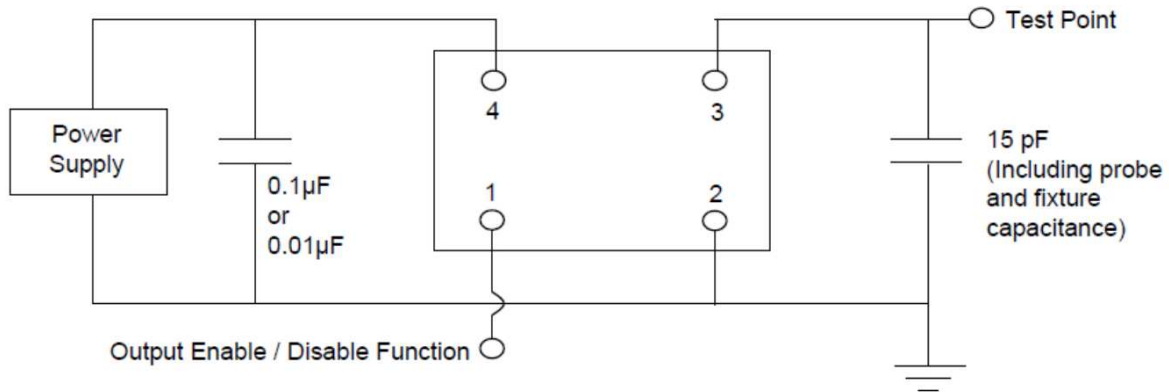 Test Point
4
3
Power
Supply
15 pF
(Including probe
and fixture
capacitance)
0.1µF
or
0.01µF
1
2
Output Enable / Disable Function